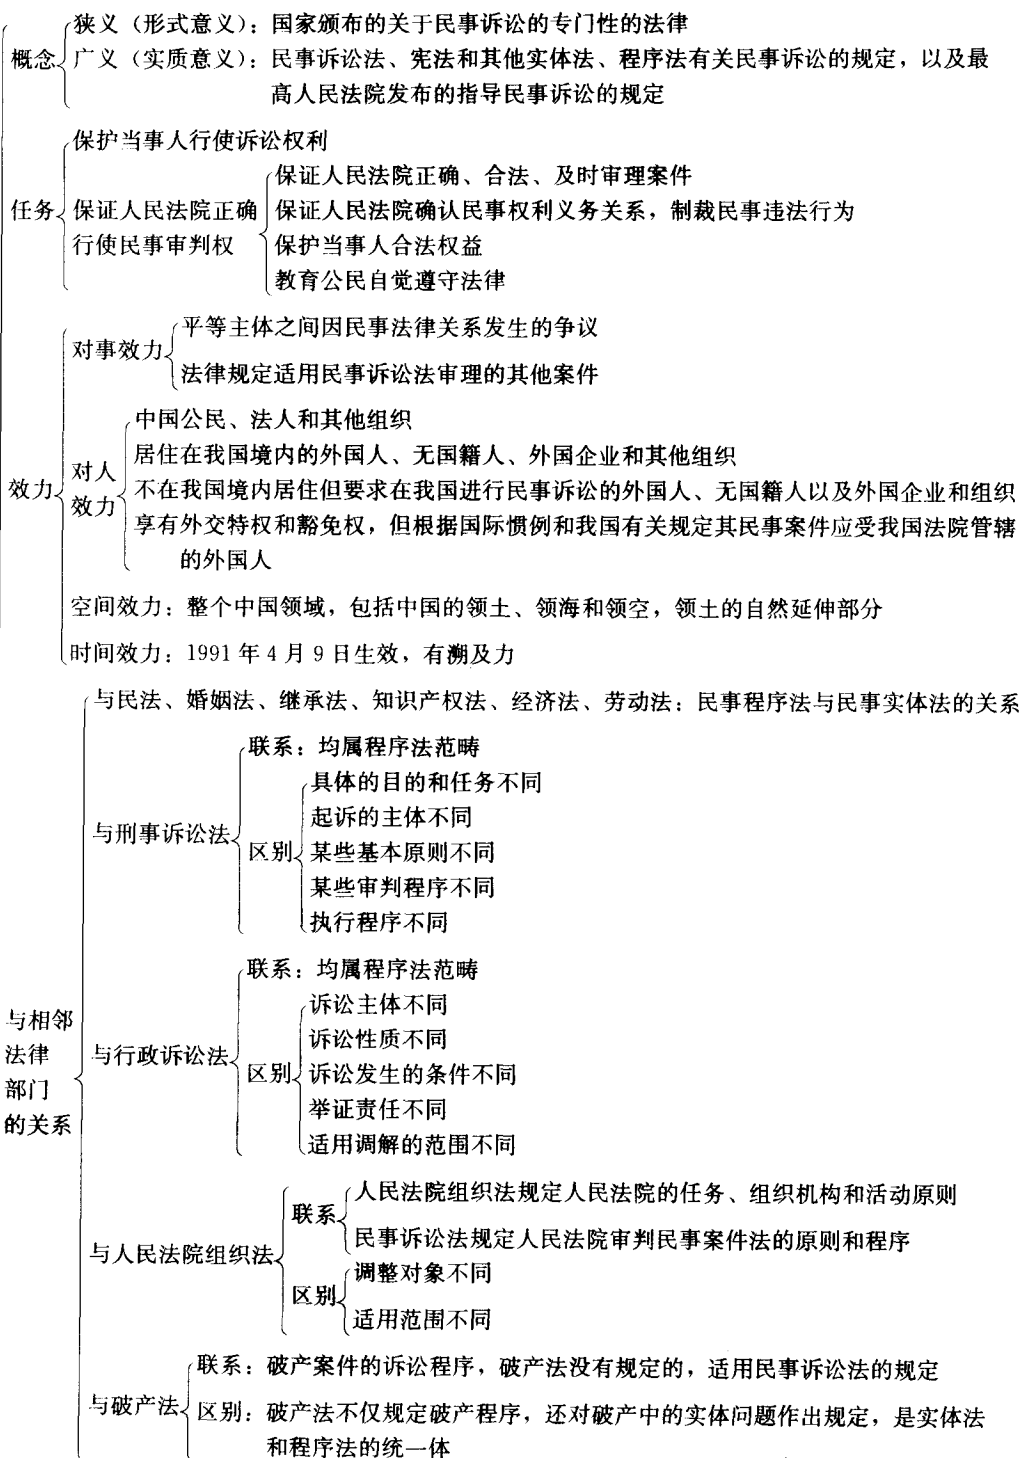 狭义（形式意义）：国家颁布的关于民事诉讼的专门性的法律
概念
广义（实质意义）：民事诉讼法、宪法和其他实体法、程序法有关民事诉讼的规定，以及最
高人民法院发布的指导民事诉讼的规定
保护当事人行使诉讼权利
保证人民法院正确、合法、及时审理案件
任务
保证人民法院正确
行使民事审判权
保证人民法院确认民事权利义务关系，制裁民事违法行为
保护当事人合法权益
教育公民自觉遵守法律
平等主体之间因民事法律关系发生的争议
对事效力
法律规定适用民事诉讼法审理的其他案件
中国公民、法人和其他组织
居住在我国境内的外国人、无国籍人、外国企业和其他组织
对人
效力
效力
不在我国境内居住但要求在我国进行民事诉讼的外国人、无国籍人以及外国企业和组织
享有外交特权和豁免权，但根据国际惯例和我国有关规定其民事案件应受我国法院管辖
的外国人
空间效力：整个中国领域，包括中国的领土、领海和领空，领土的自然延伸部分
时间效力：1991年4月9日生效，有溯及力
与民法、婚姻法、继承法、知识产权法、经济法、劳动法：民事程序法与民事实体法的关系
联系：均属程序法范畴
具体的目的和任务不同
起诉的主体不同
与刑事诉讼法
区别
某些基本原则不同
某些审判程序不同
执行程序不同
联系：均属程序法范畴
诉讼主体不同
与相邻
法律
部门
的关系
诉讼性质不同
与行政诉讼法
区别
诉讼发生的条件不同
举证责任不同
适用调解的范围不同
人民法院组织法规定人民法院的任务、组织机构和活动原则
联系
民事诉讼法规定人民法院审判民事案件法的原则和程序
与人民法院组织法
调整对象不同
区别
适用范围不同
联系：破产案件的诉讼程序，破产法没有规定的，适用民事诉讼法的规定
与破产法
区别：破产法不仅规定破产程序，还对破产中的实体问题作出规定，是实体法
和程序法的统一体